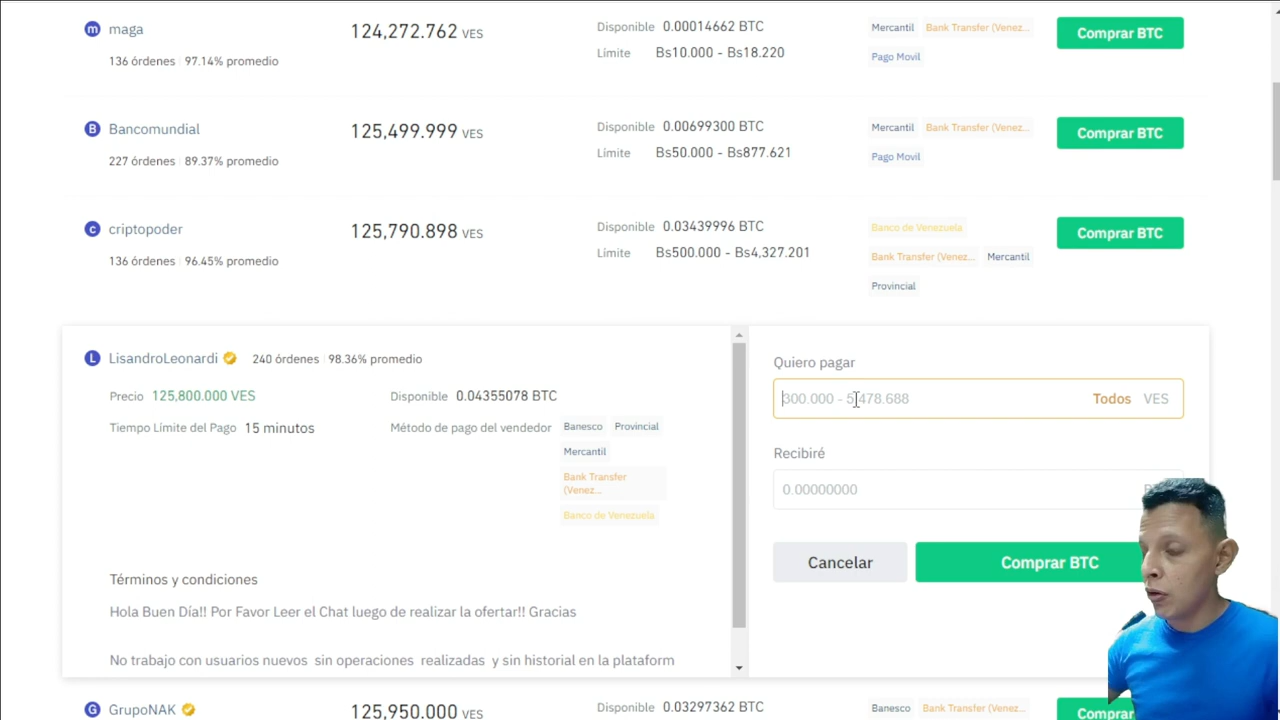 m maga
124,272.762 VES
Disponible 0.00014662 BTC
Límite Bs10.000 - Bs18.220
Mercantil Bank Transfer (Venez...
Pago Movil
Comprar BTC
136 órdenes 97.14% promedio
B Bancomundial
125,499.999 VES
Disponible 0.00699300 BTC
Límite Bs50.000 - Bs877.621
Mercantil Bank Transfer (Venez...
Pago Movil
Comprar BTC
227 órdenes 89.37% promedio
c criptopoder
125,790.898 VES
Disponible 0.03439996 BTC
Límite Bs500.000 - Bs4,327.201
Banco de Venezuela
Bank Transfer (Venez... Mercantil
Provincial
Comprar BTC
136 órdenes 96.45% promedio
L LisandroLeonardi 240 órdenes 98.36% promedio
Precio 125,800.000 VES
Disponible 0.04355078 BTC
Tiempo Límite del Pago 15 minutos
Método de pago del vendedor Banesco Provincial
Mercantil
Bank Transfer
(Venez...
Banco de Venezuela
Términos y condiciones
Hola Buen Día!! Por Favor Leer el Chat luego de realizar la ofertar!! Gracias
No trabajo con usuarios nuevos sin operaciones realizadas y sin historial en la plataform
Quiero pagar
300.000 - 5,478.688 Todos VES
Recibiré
0.00000000
Cancelar Comprar BTC
G GrupoNAK
125,950.000 VES
Disponible 0.03297362 BTC
Banesco Bank Transfer (Venez...
Comprar